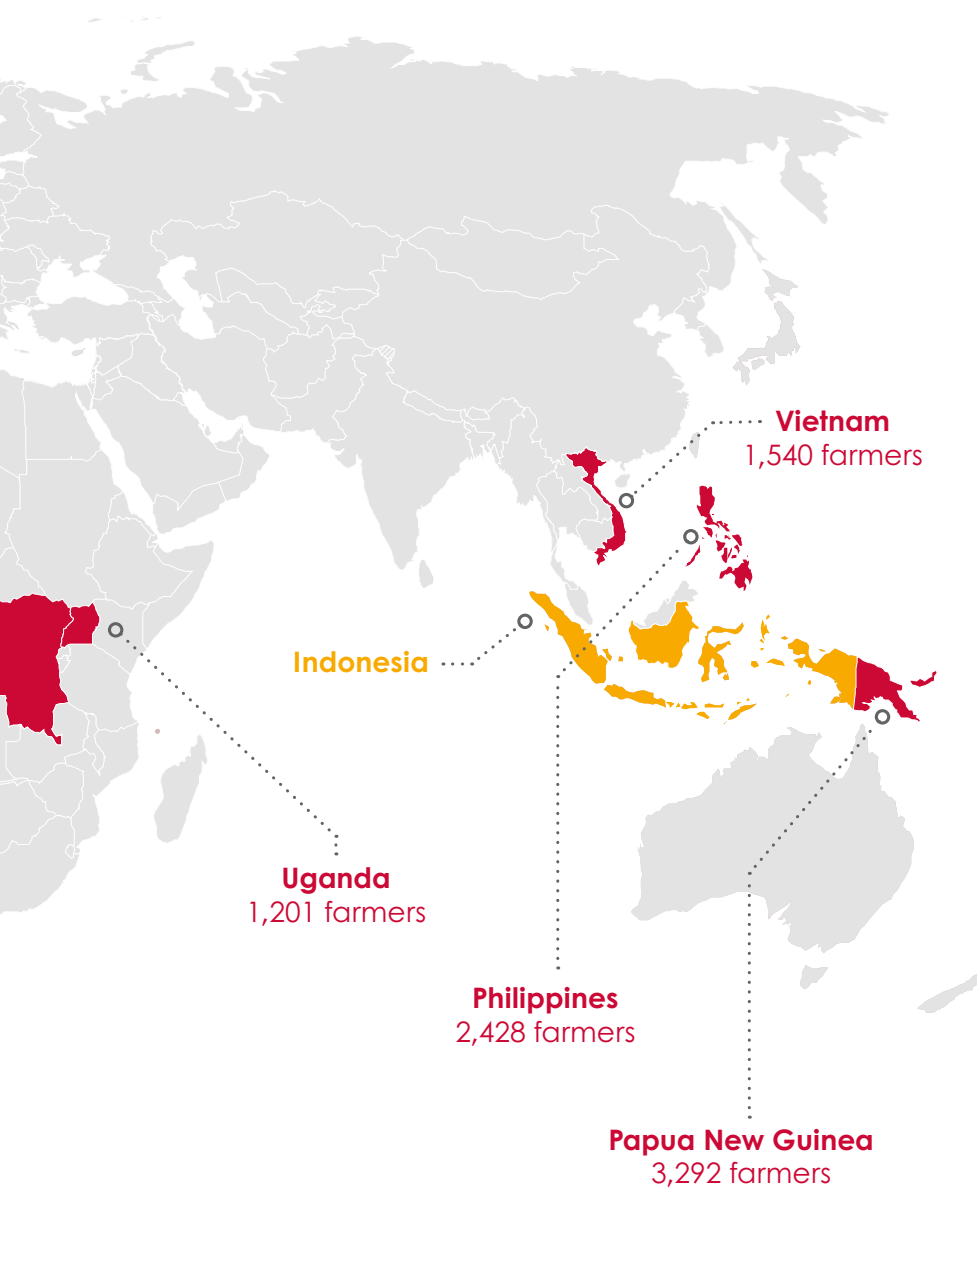 Vietnam
1,540 farmers
Indonesia
Uganda
1,201 farmers
Philippines
2,428 farmers
Papua New Guinea
3,292 farmers